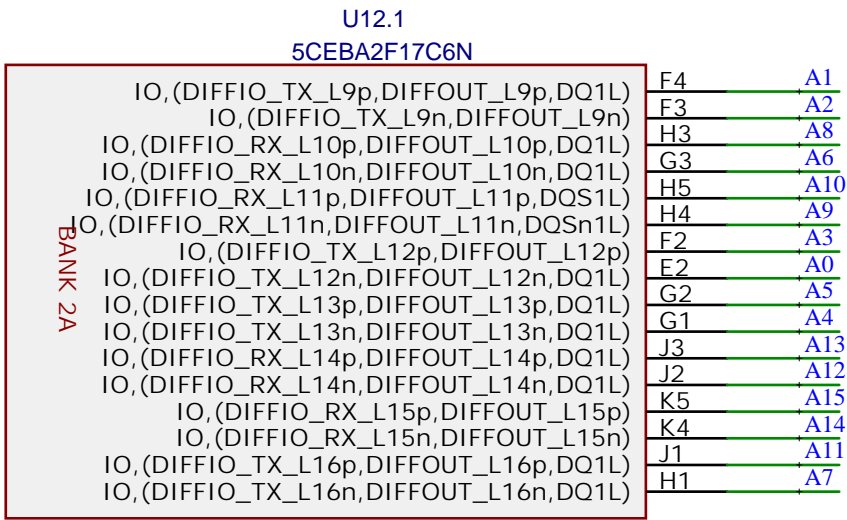 U12.1
5CEBA2F17C6N
BANK 2A
IO,(DIFFIO_TX_L9p,DIFFOUT_L9p,DQ1L) F4 A1
IO,(DIFFIO_TX_L9n,DIFFOUT_L9n) F3 A2
IO,(DIFFIO_RX_L10p,DIFFOUT_L10p,DQ1L) H3 A8
IO,(DIFFIO_RX_L10n,DIFFOUT_L10n,DQ1L) G3 A6
IO,(DIFFIO_RX_L11p,DIFFOUT_L11p,DQS1L) H5 A10
IO,(DIFFIO_RX_L11n,DIFFOUT_L11n,DQSn1L) H4 A9
IO,(DIFFIO_TX_L12p,DIFFOUT_L12p) F2 A3
IO,(DIFFIO_TX_L12n,DIFFOUT_L12n,DQ1L) E2 A0
IO,(DIFFIO_TX_L13p,DIFFOUT_L13p,DQ1L) G2 A5
IO,(DIFFIO_TX_L13n,DIFFOUT_L13n,DQ1L) G1 A4
IO,(DIFFIO_RX_L14p,DIFFOUT_L14p,DQ1L) J3 A13
IO,(DIFFIO_RX_L14n,DIFFOUT_L14n,DQ1L) J2 A12
IO,(DIFFIO_RX_L15p,DIFFOUT_L15p) K5 A15
IO,(DIFFIO_RX_L15n,DIFFOUT_L15n) K4 A14
IO,(DIFFIO_TX_L16p,DIFFOUT_L16p,DQ1L) J1 A11
IO,(DIFFIO_TX_L16n,DIFFOUT_L16n,DQ1L) H1 A7